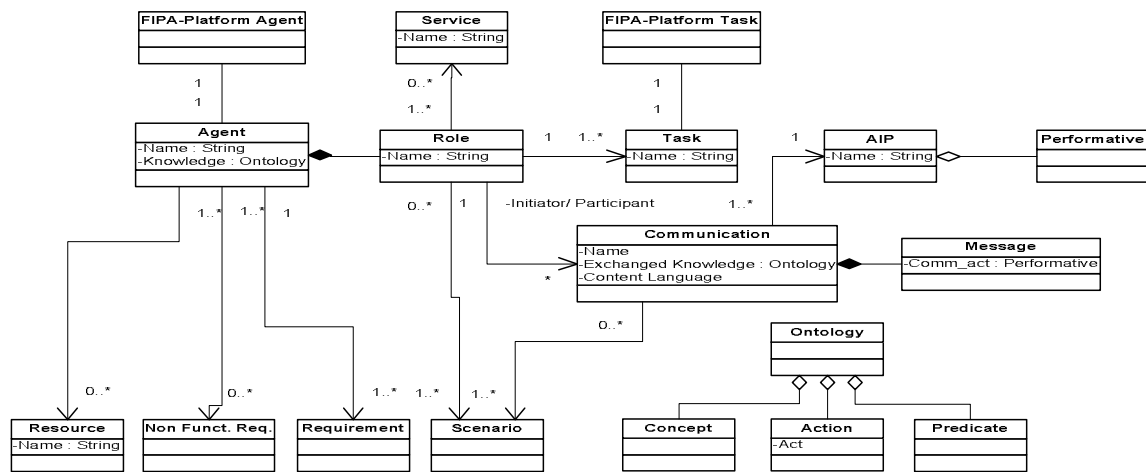 FIPA-Platform Agent
Service
-Name : String
FIPA-Platform Task
1
1
0..*
1..*
1
1
Agent
-Name : String
-Knowledge : Ontology
Role
-Name : String
1
1..*
Task
-Name : String
1
AIP
-Name : String
Performative
1..*
1..*
1
0..*
1
-Initiator/ Participant
1..*
Communication
-Name
-Exchanged Knowledge : Ontology
-Content Language
*
Message
-Comm_act : Performative
0..*
Ontology
0..*
0..*
1..*
1..*
1..*
Resource
-Name : String
Non Funct. Req.
Requirement
Scenario
Concept
Action
-Act
Predicate